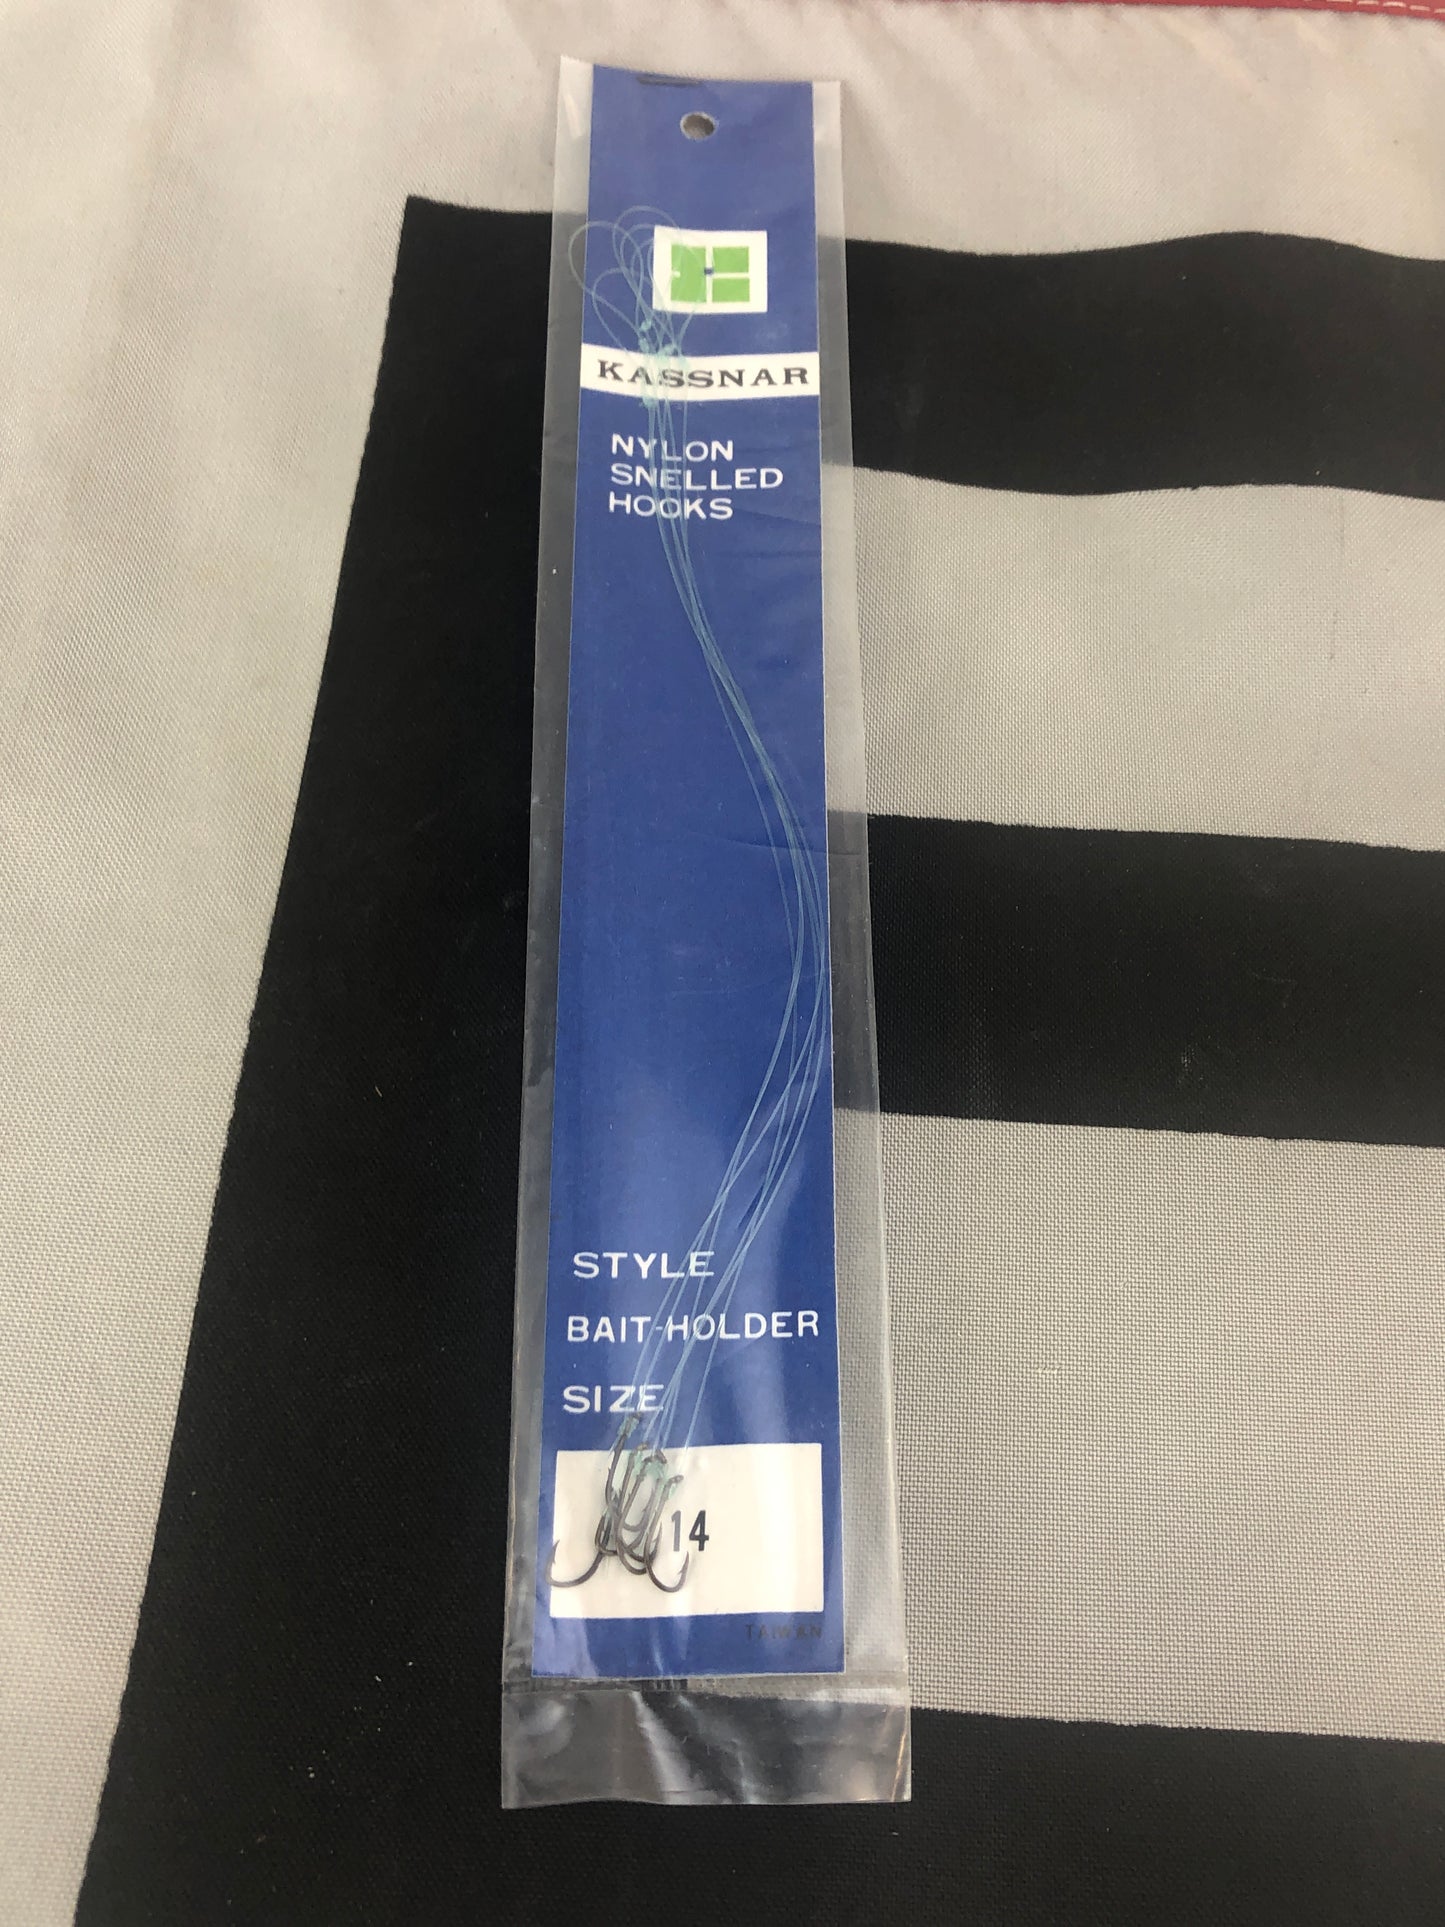 KASSNAR
NYLON
SNELLED
HOOKS
STYLE
BAIT-HOLDER
SIZE
14
TAIWAN